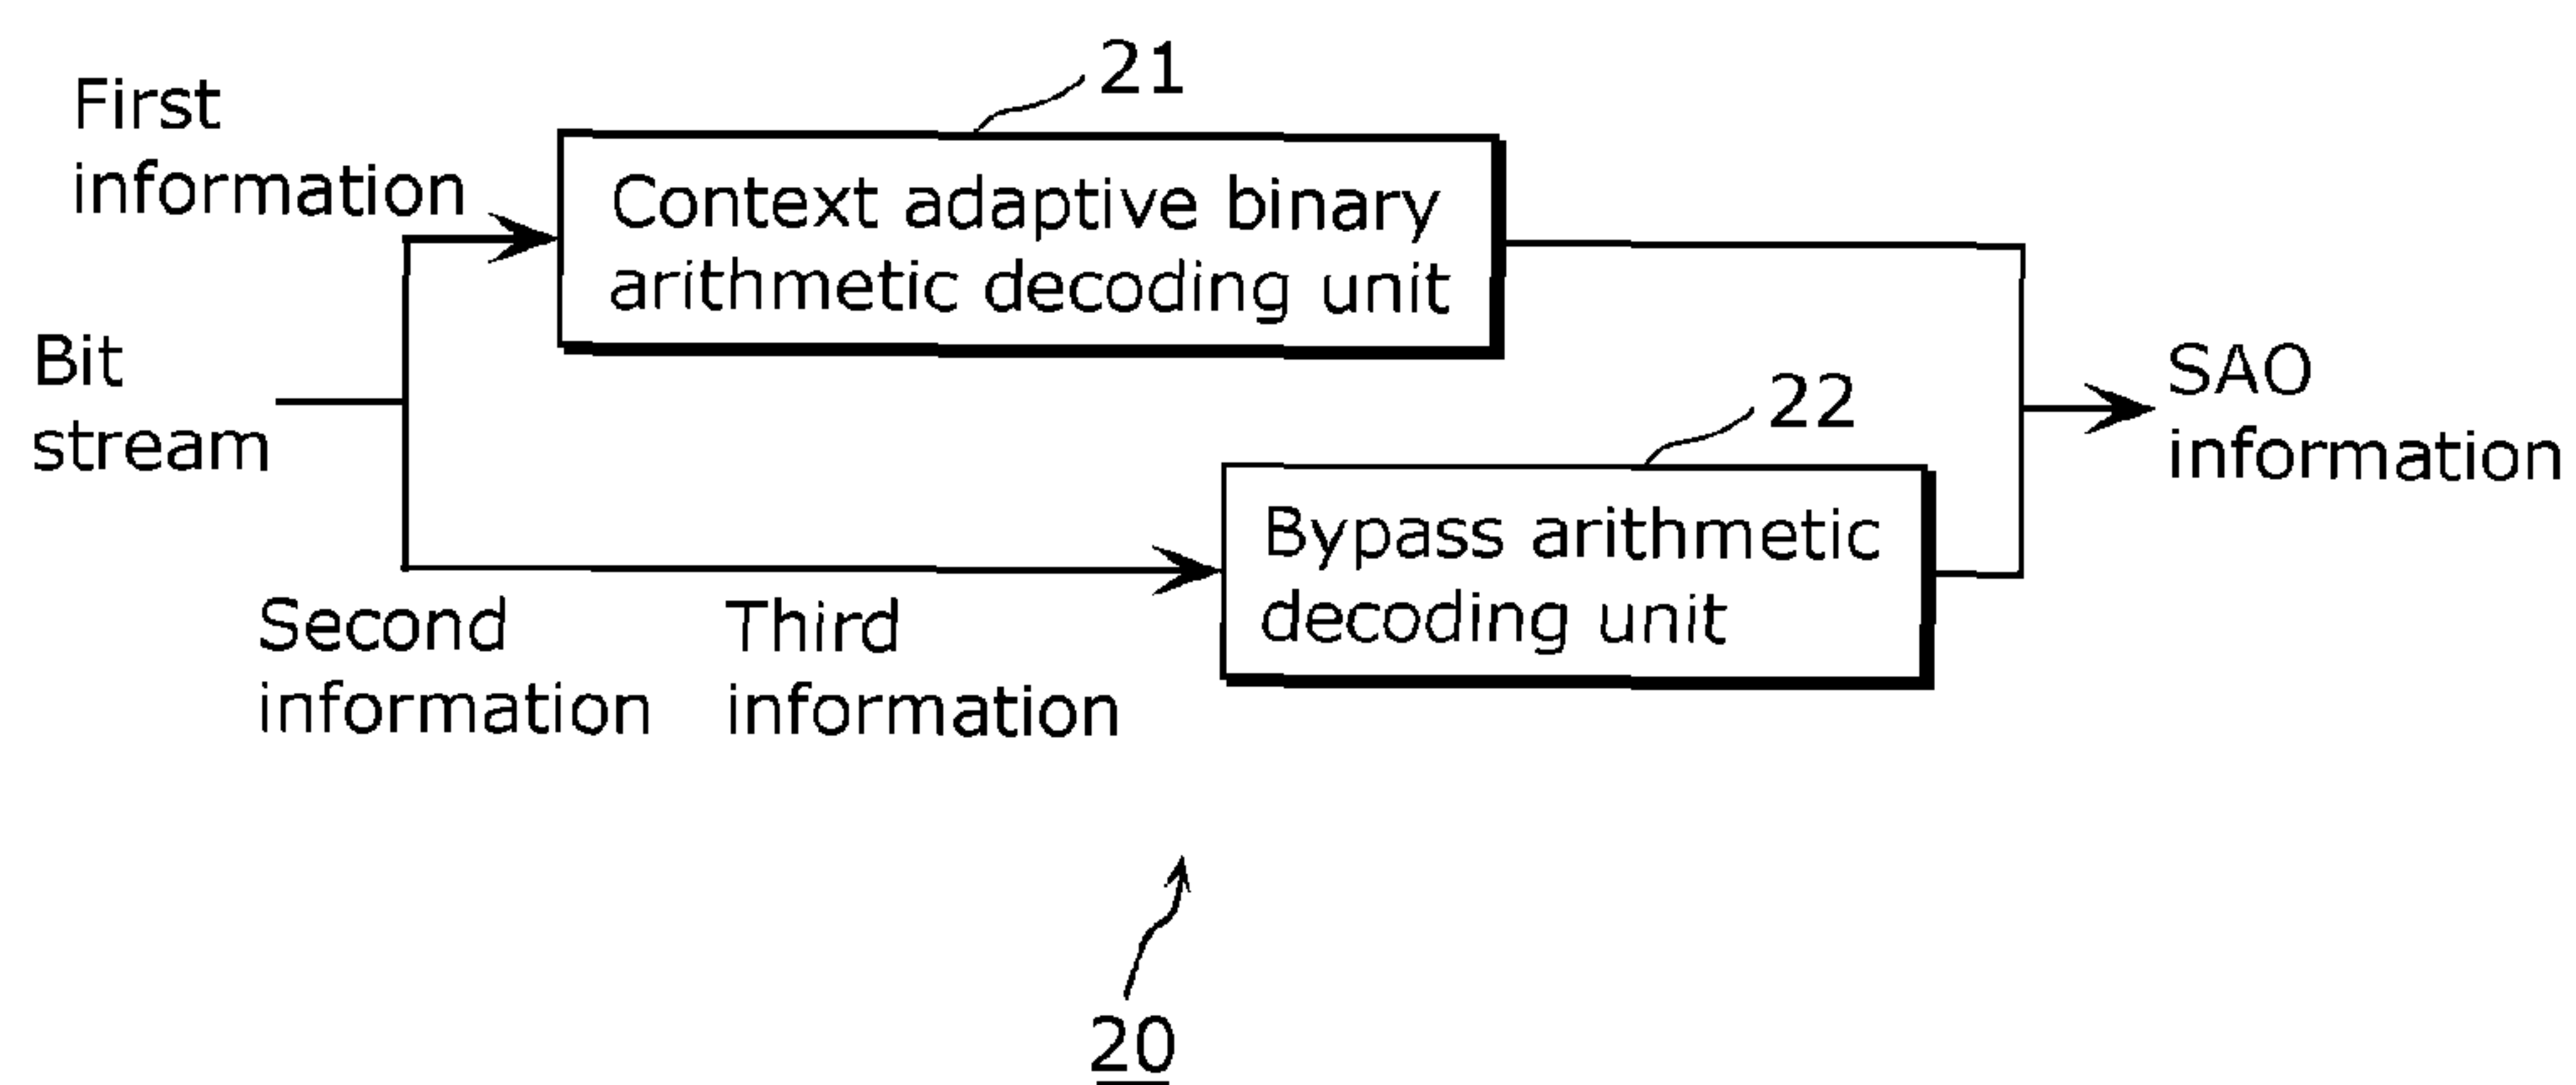 First
information
21
Context adaptive binary
arithmetic decoding unit
Bit
stream
SAO
information
22
Bypass arithmetic
decoding unit
Second
information
Third
information
20